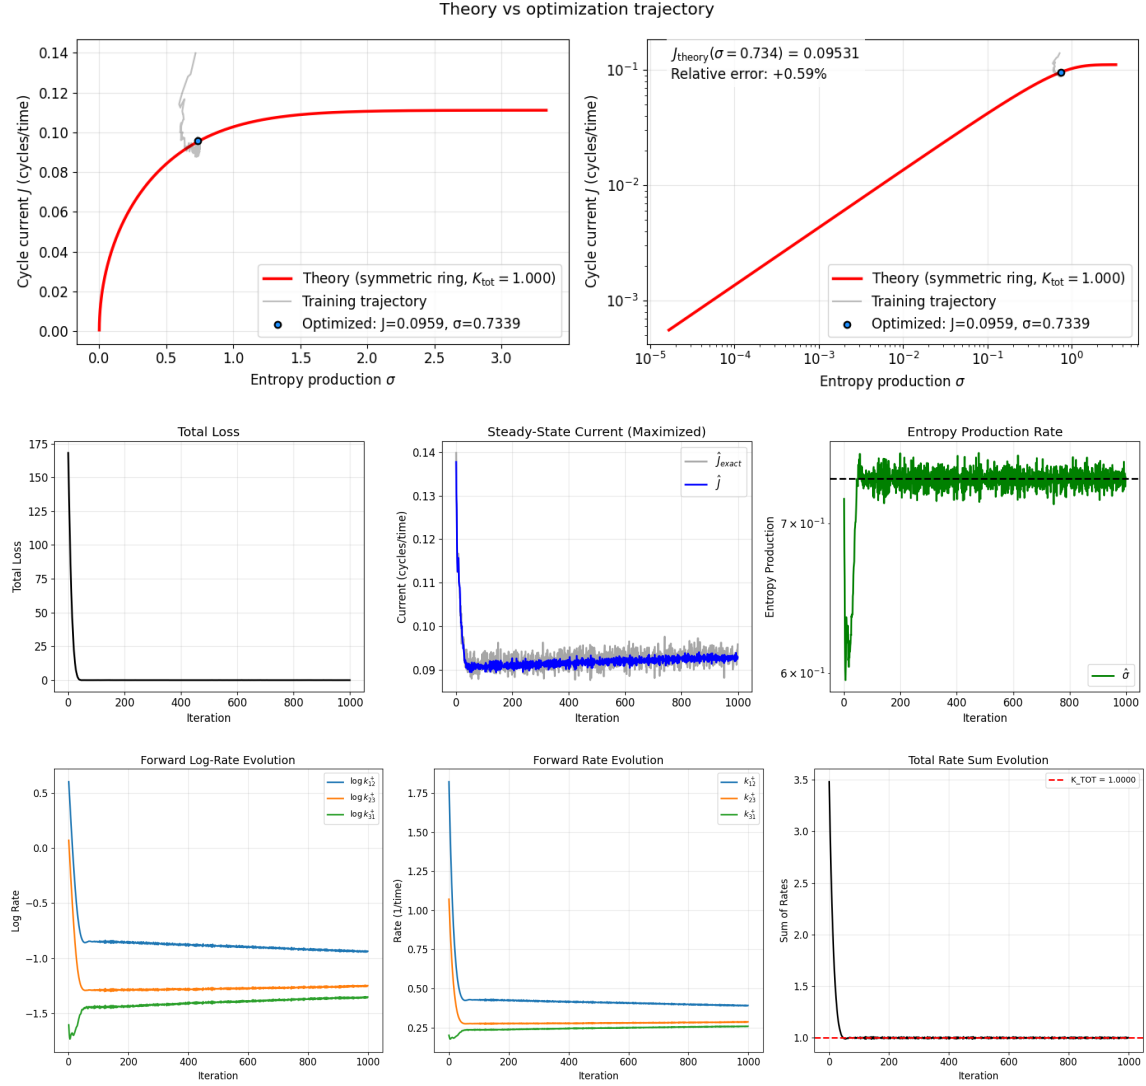 Theory vs optimization trajectory
Cycle current J (cycles/time)
0.14
0.12
0.10
0.08
0.06
0.04
0.02
0.00
Theory (symmetric ring, K_tot = 1.000)
Training trajectory
Optimized: J=0.0959, σ=0.7339
0.0 0.5 1.0 1.5 2.0 2.5 3.0
Entropy production σ
Cycle current J (cycles/time)
J_theory(σ = 0.734) = 0.09531
Relative error: +0.59%
10⁻¹
10⁻²
10⁻³
Theory (symmetric ring, K_tot = 1.000)
Training trajectory
Optimized: J=0.0959, σ=0.7339
10⁻⁵ 10⁻⁴ 10⁻³ 10⁻² 10⁻¹ 10⁰
Entropy production σ
Total Loss
Total Loss
175
150
125
100
75
50
25
0
0 200 400 600 800 1000
Iteration
Steady-State Current (Maximized)
Current (cycles/time)
0.14
0.13
0.12
0.11
0.10
0.09
ĵ_exact
ĵ
0 200 400 600 800 1000
Iteration
Entropy Production Rate
Entropy Production
7 × 10⁻¹
6 × 10⁻¹
σ̂
0 200 400 600 800 1000
Iteration
Forward Log-Rate Evolution
Log Rate
0.5
0.0
−0.5
−1.0
−1.5
log k₁₂⁺
log k₂₃⁺
log k₃₁⁺
0 200 400 600 800 1000
Iteration
Forward Rate Evolution
Rate (1/time)
1.75
1.50
1.25
1.00
0.75
0.50
0.25
k₁₂⁺
k₂₃⁺
k₃₁⁺
0 200 400 600 800 1000
Iteration
Total Rate Sum Evolution
Sum of Rates
3.5
3.0
2.5
2.0
1.5
1.0
K_TOT = 1.0000
0 200 400 600 800 1000
Iteration